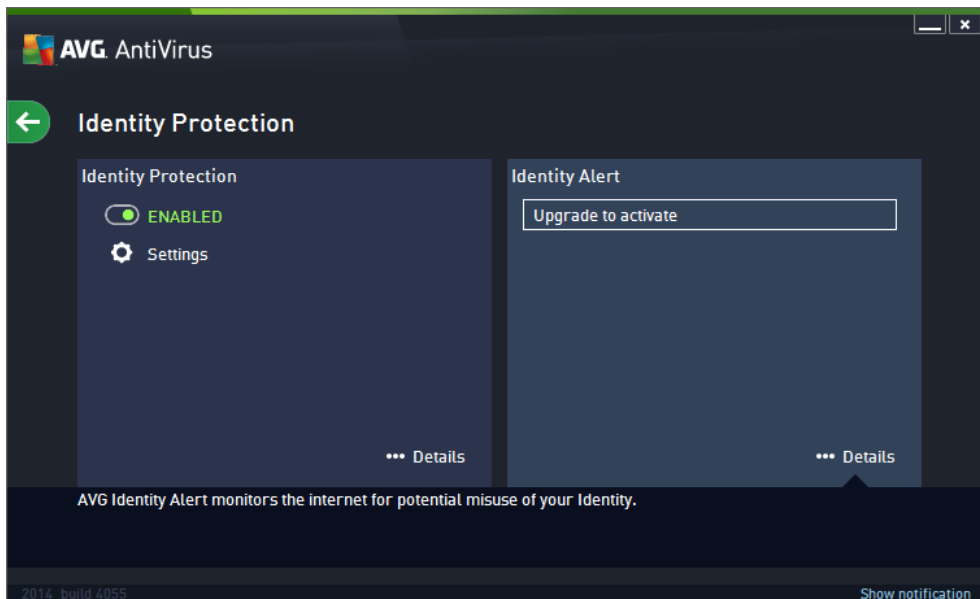 AVG. AntiVirus
Identity Protection
Identity Protection
ENABLED
Settings
Details
Identity Alert
Upgrade to activate
Details
AVG Identity Alert monitors the internet for potential misuse of your Identity.
2014 build 4055
Show notification